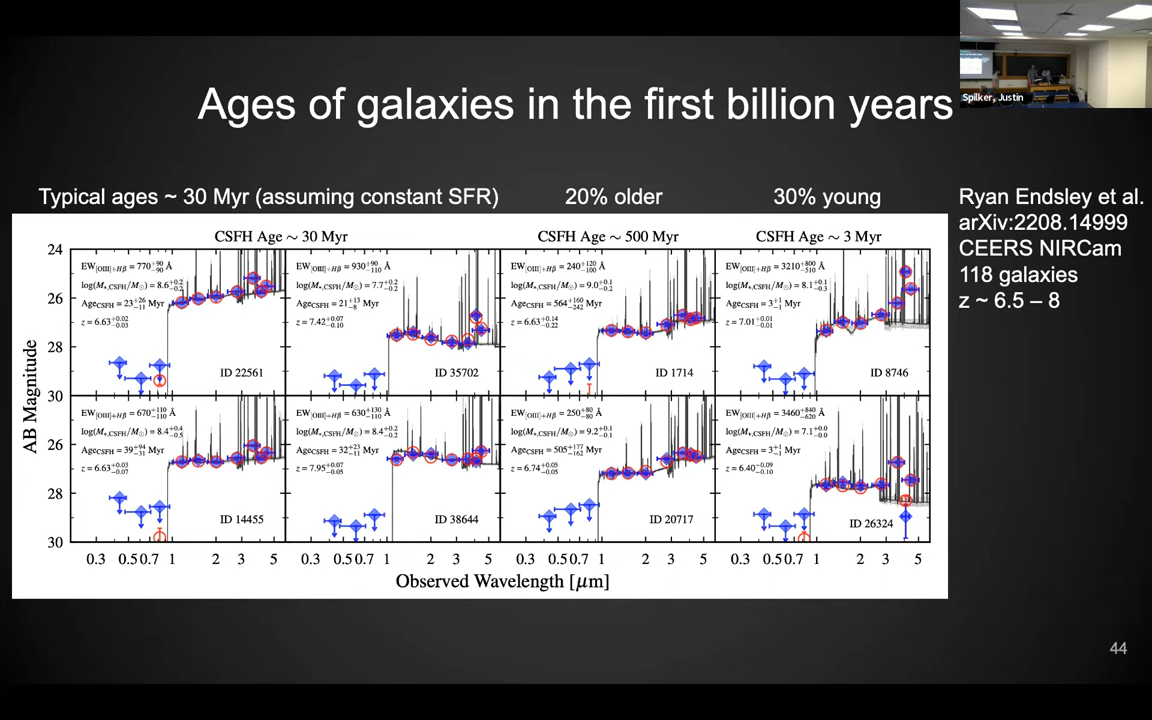 Spilker, Justin
Ages of galaxies in the first billion years
Typical ages ~ 30 Myr (assuming constant SFR)
20% older
30% young
Ryan Endsley et al.
arXiv:2208.14999
CEERS NIRCam
118 galaxies
z ~ 6.5 – 8
CSFH Age ∼ 30 Myr
CSFH Age ∼ 500 Myr
CSFH Age ∼ 3 Myr
AB Magnitude
24
26
28
30
EW[OIII]+Hβ = 770 +90 −90 Å
log(M*,CSFH/M⊙) = 8.6 +0.2 −0.2
AgeCSFH = 23 +26 −11 Myr
z = 6.63 +0.02 −0.03
ID 22561
EW[OIII]+Hβ = 930 +90 −110 Å
log(M*,CSFH/M⊙) = 7.7 +0.2 −0.2
AgeCSFH = 21 +13 −8 Myr
z = 7.42 +0.07 −0.10
ID 35702
EW[OIII]+Hβ = 240 +120 −100 Å
log(M*,CSFH/M⊙) = 9.0 +0.1 −0.2
AgeCSFH = 564 +160 −242 Myr
z = 6.63 +0.14 −0.22
ID 1714
EW[OIII]+Hβ = 3210 +800 −510 Å
log(M*,CSFH/M⊙) = 8.1 +0.1 −0.3
AgeCSFH = 3 +1 −1 Myr
z = 7.01 +0.01 −0.01
ID 8746
26
28
30
EW[OIII]+Hβ = 670 +110 −110 Å
log(M*,CSFH/M⊙) = 8.4 +0.4 −0.5
AgeCSFH = 39 +94 −31 Myr
z = 6.63 +0.03 −0.07
ID 14455
EW[OIII]+Hβ = 630 +130 −110 Å
log(M*,CSFH/M⊙) = 8.4 +0.2 −0.2
AgeCSFH = 32 +23 −11 Myr
z = 7.95 +0.07 −0.05
ID 38644
EW[OIII]+Hβ = 250 +80 −80 Å
log(M*,CSFH/M⊙) = 9.2 +0.1 −0.1
AgeCSFH = 505 +177 −162 Myr
z = 6.74 +0.05 −0.05
ID 20717
EW[OIII]+Hβ = 3460 +840 −620 Å
log(M*,CSFH/M⊙) = 7.1 +0.0 −0.0
AgeCSFH = 3 +1 −1 Myr
z = 6.40 +0.09 −0.10
ID 26324
0.3 0.5 0.7 1 2 3 5 0.3 0.5 0.7 1 2 3 5 0.3 0.5 0.7 1 2 3 5 0.3 0.5 0.7 1 2 3 5
Observed Wavelength [μm]
44